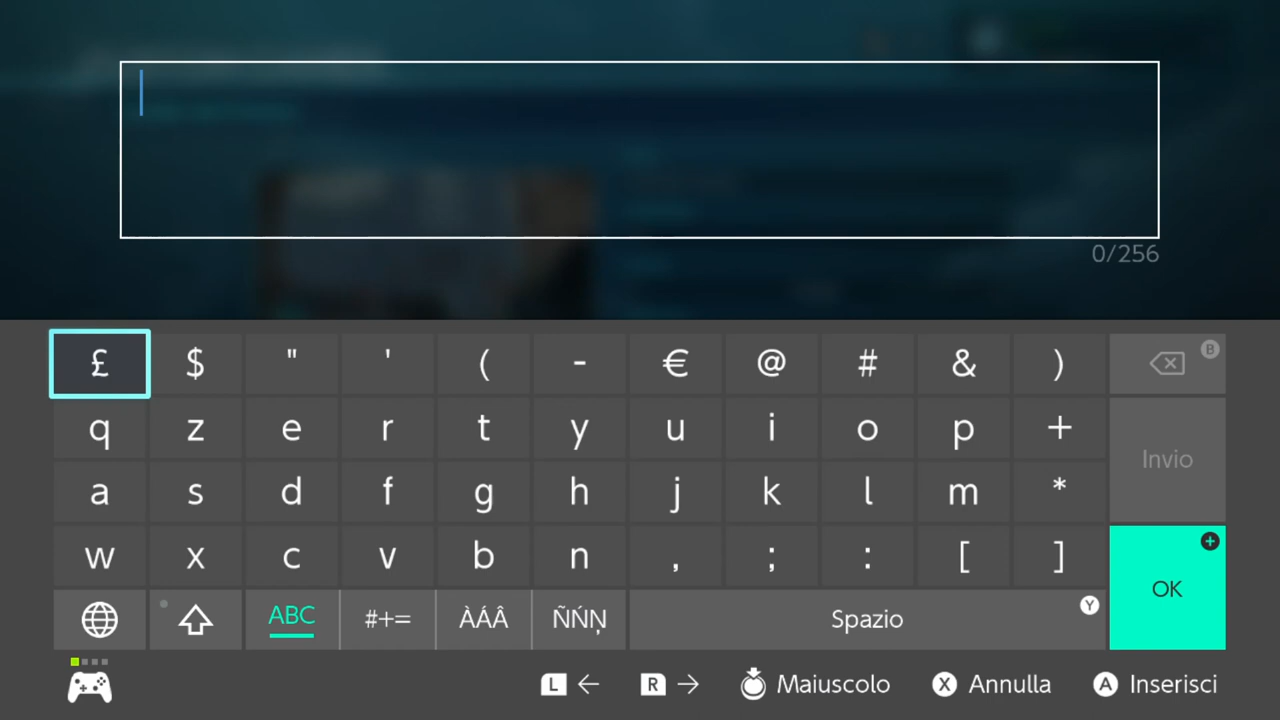 0/256
£ $ " ' ( - € @ # & ) B
q z e r t y u i o p +
Invio
a s d f g h j k l m *
w x c v b n , ; : [ ]
OK
ABC #+= ÀÁÂ ÑŃŅ Spazio Y
L ← R → Maiuscolo X Annulla A Inserisci